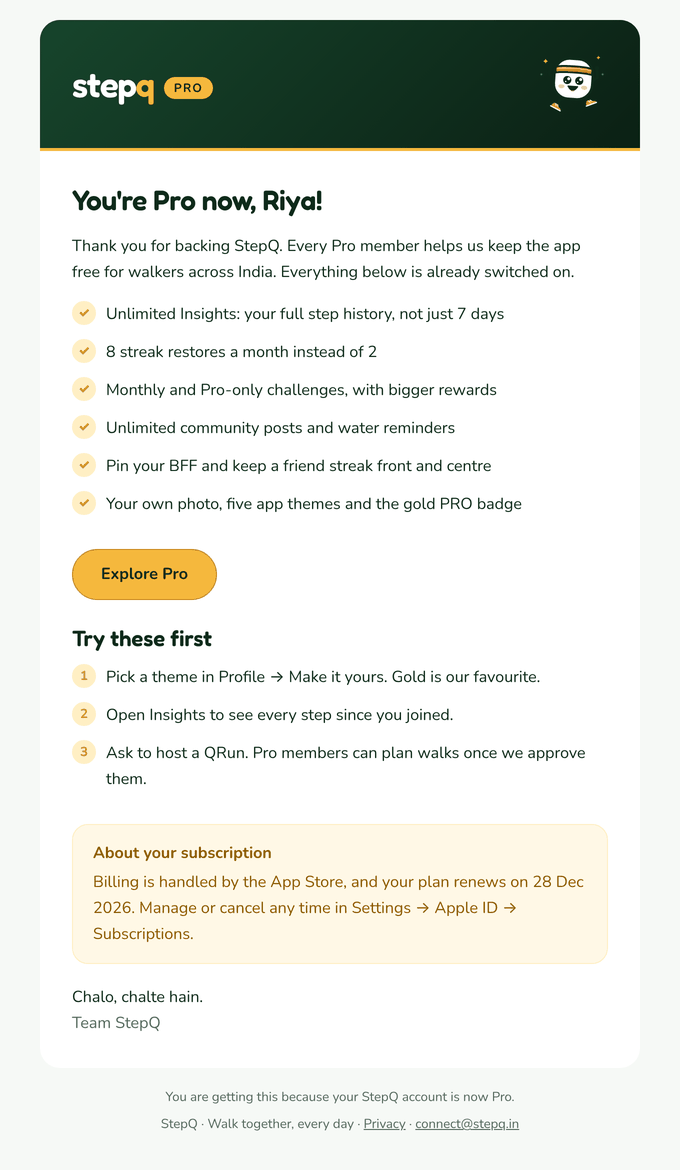 stepq PRO
You're Pro now, Riya!
Thank you for backing StepQ. Every Pro member helps us keep the app
free for walkers across India. Everything below is already switched on.
Unlimited Insights: your full step history, not just 7 days
8 streak restores a month instead of 2
Monthly and Pro-only challenges, with bigger rewards
Unlimited community posts and water reminders
Pin your BFF and keep a friend streak front and centre
Your own photo, five app themes and the gold PRO badge
Explore Pro
Try these first
1 Pick a theme in Profile → Make it yours. Gold is our favourite.
2 Open Insights to see every step since you joined.
3 Ask to host a QRun. Pro members can plan walks once we approve
them.
About your subscription
Billing is handled by the App Store, and your plan renews on 28 Dec
2026. Manage or cancel any time in Settings → Apple ID →
Subscriptions.
Chalo, chalte hain.
Team StepQ
You are getting this because your StepQ account is now Pro.
StepQ · Walk together, every day · Privacy · connect@stepq.in